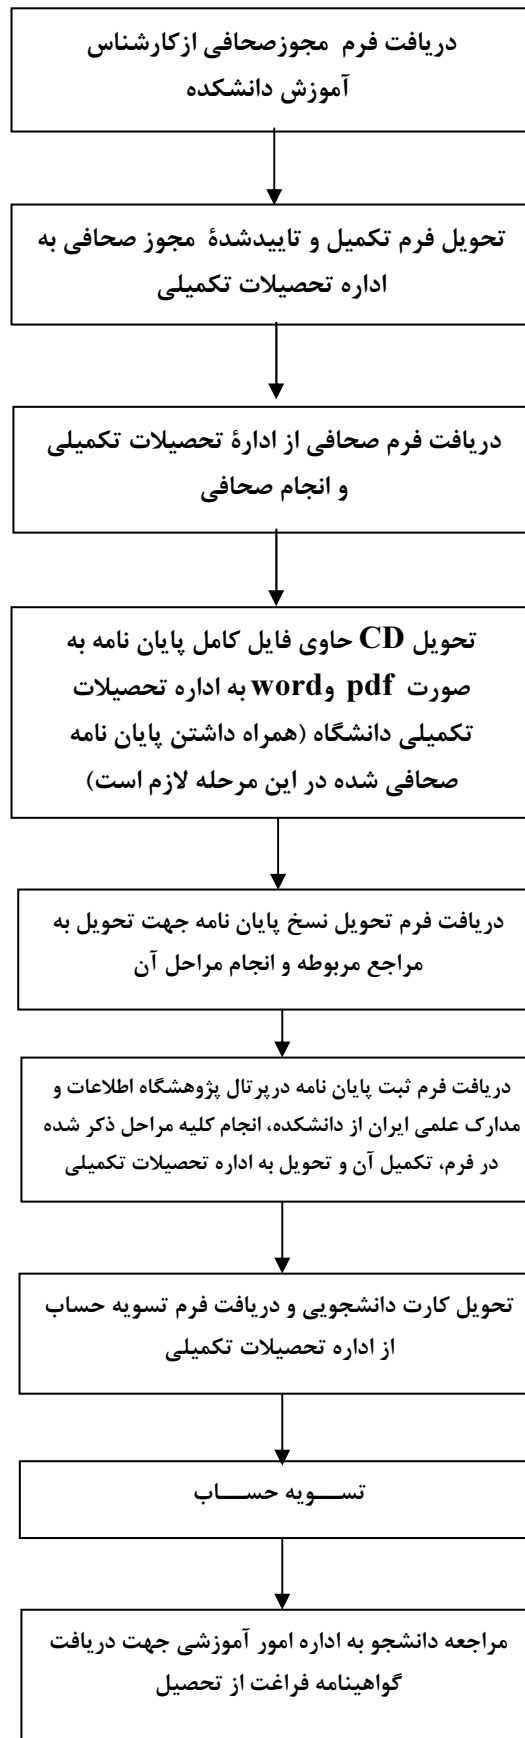 دریافت فرم مجوزصحافی ازکارشناس
آموزش دانشکده
تحویل فرم تکمیل و تاییدشدۀ مجوز صحافی به
اداره تحصیلات تکمیلی
دریافت فرم صحافی از ادارۀ تحصیلات تکمیلی
و انجام صحافی
تحویل CD حاوی فایل کامل پایان نامه به
صورت pdf وword به اداره تحصیلات
تکمیلی دانشگاه (همراه داشتن پایان نامه
صحافی شده در این مرحله لازم است)
دریافت فرم تحویل نسخ پایان نامه جهت تحویل به
مراجع مربوطه و انجام مراحل آن
دریافت فرم ثبت پایان نامه درپرتال پژوهشگاه اطلاعات و
مدارک علمی ایران از دانشکده، انجام کلیه مراحل ذکر شده
در فرم، تکمیل آن و تحویل به اداره تحصیلات تکمیلی
تحویل کارت دانشجویی و دریافت فرم تسویه حساب
از اداره تحصیلات تکمیلی
تســـویه حســـاب
مراجعه دانشجو به اداره امور آموزشی جهت دریافت
گواهینامه فراغت از تحصیل